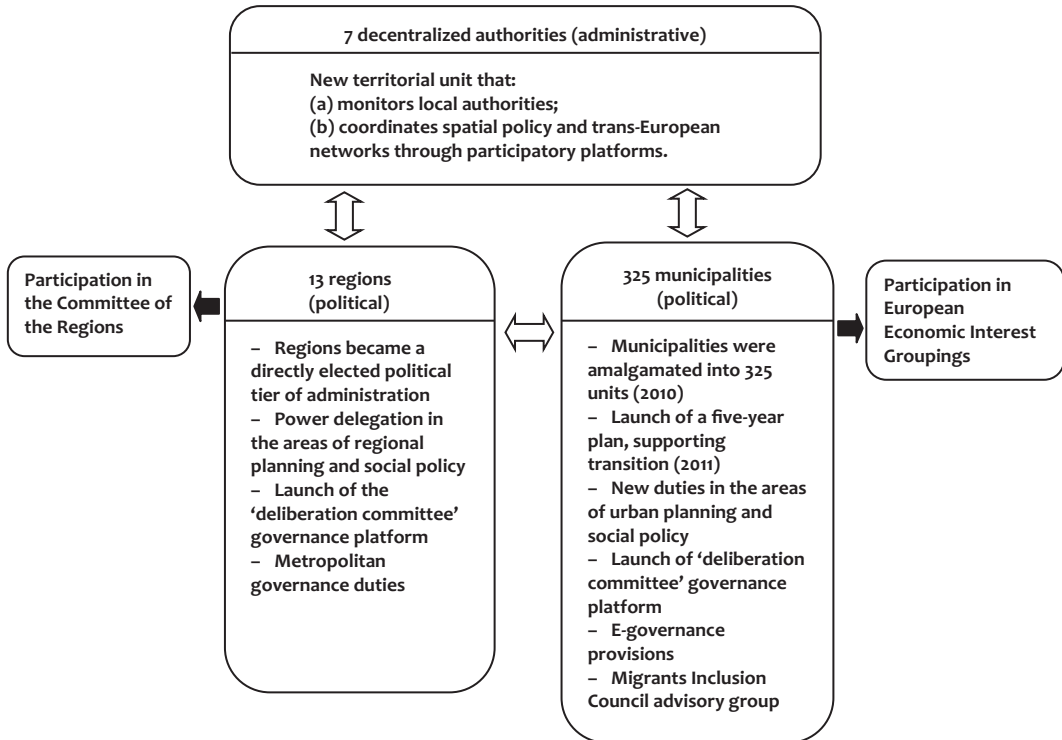 7 decentralized authorities (administrative)
New territorial unit that:
(a) monitors local authorities;
(b) coordinates spatial policy and trans-European
networks through participatory platforms.
Participation in
the Committee of
the Regions
13 regions
(political)
– Regions became a
directly elected political
tier of administration
– Power delegation in
the areas of regional
planning and social policy
– Launch of the
‘deliberation committee’
governance platform
– Metropolitan
governance duties
325 municipalities
(political)
– Municipalities were
amalgamated into 325
units (2010)
– Launch of a five-year
plan, supporting
transition (2011)
– New duties in the areas
of urban planning and
social policy
– Launch of ‘deliberation
committee’ governance
platform
– E-governance
provisions
– Migrants Inclusion
Council advisory group
Participation in
European
Economic Interest
Groupings